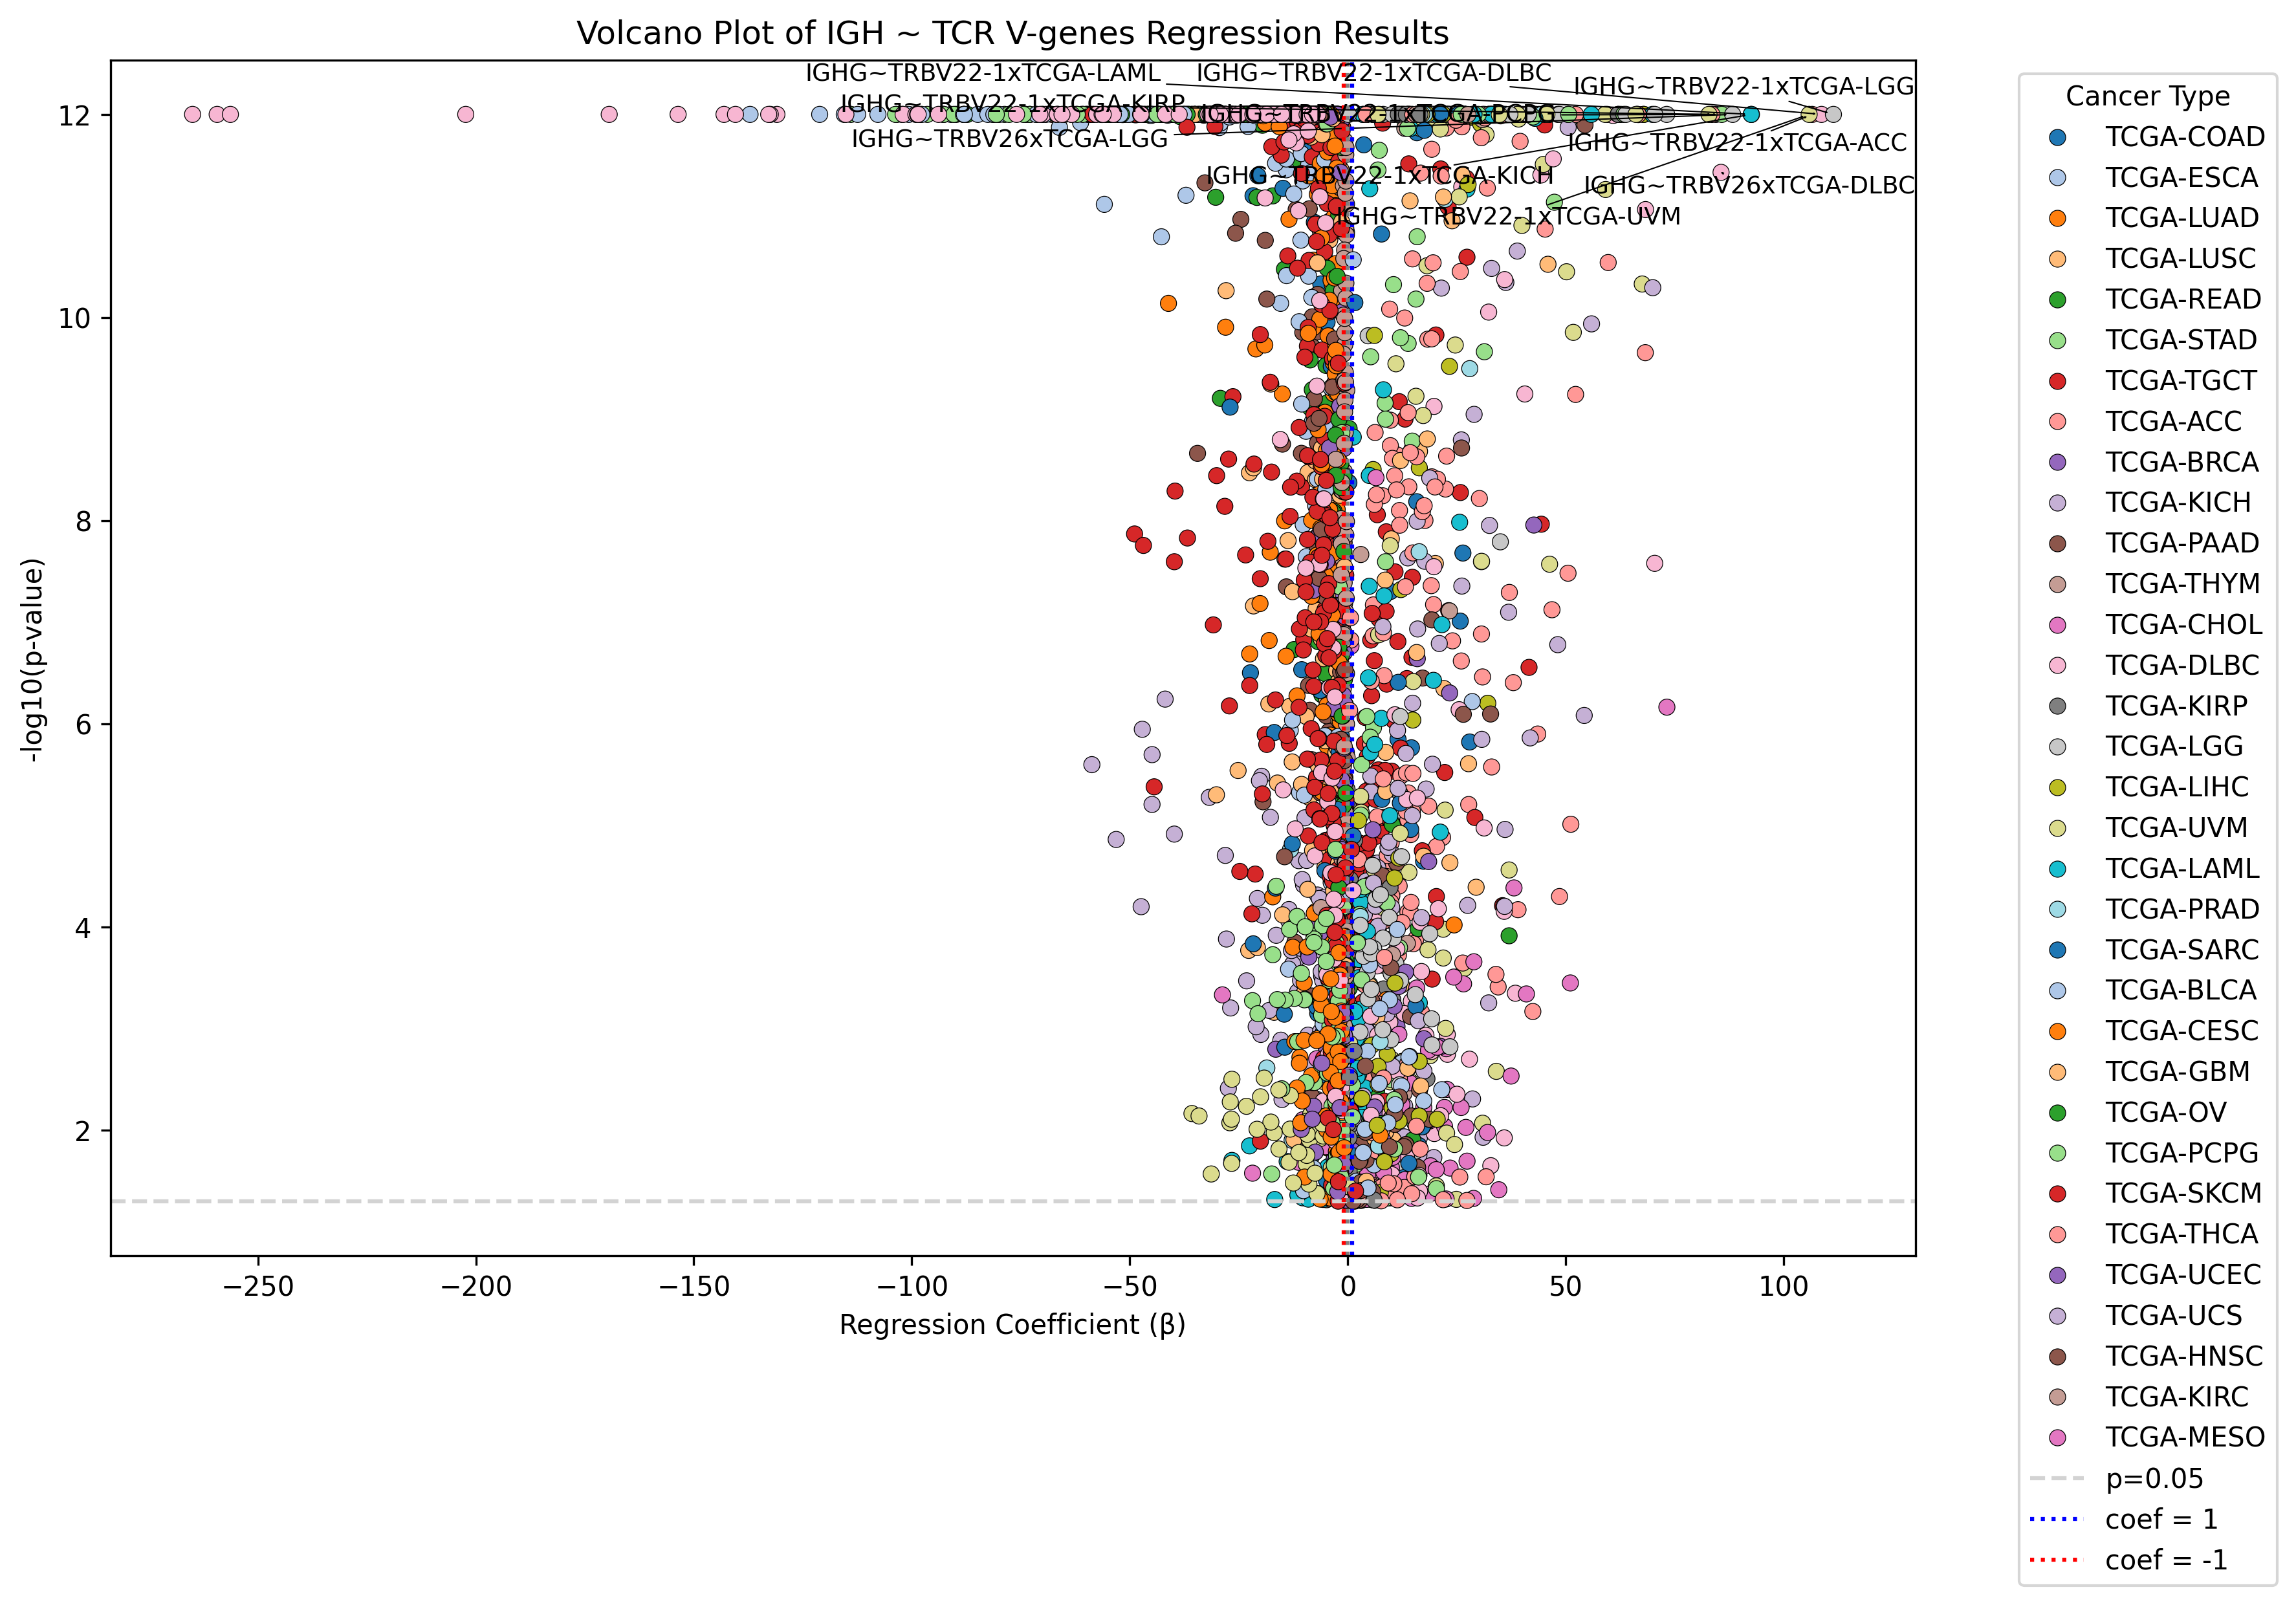 Volcano Plot of IGH ~ TCR V-genes Regression Results
IGHG~TRBV22-1xTCGA-LAML
IGHG~TRBV22-1xTCGA-DLBC
IGHG~TRBV22-1xTCGA-LGG
IGHG~TRBV22-1xTCGA-KIRP
IGHG~TRBV22-1xTCGA-PCPG
IGHG~TRBV26xTCGA-LGG
IGHG~TRBV22-1xTCGA-ACC
IGHG~TRBV22-1xTCGA-KICH
IGHG~TRBV26xTCGA-DLBC
IGHG~TRBV22-1xTCGA-UVM
-log10(p-value)
12
10
8
6
4
2
−250
−200
−150
−100
−50
0
50
100
Regression Coefficient (β)
Cancer Type
TCGA-COAD
TCGA-ESCA
TCGA-LUAD
TCGA-LUSC
TCGA-READ
TCGA-STAD
TCGA-TGCT
TCGA-ACC
TCGA-BRCA
TCGA-KICH
TCGA-PAAD
TCGA-THYM
TCGA-CHOL
TCGA-DLBC
TCGA-KIRP
TCGA-LGG
TCGA-LIHC
TCGA-UVM
TCGA-LAML
TCGA-PRAD
TCGA-SARC
TCGA-BLCA
TCGA-CESC
TCGA-GBM
TCGA-OV
TCGA-PCPG
TCGA-SKCM
TCGA-THCA
TCGA-UCEC
TCGA-UCS
TCGA-HNSC
TCGA-KIRC
TCGA-MESO
p=0.05
coef = 1
coef = -1